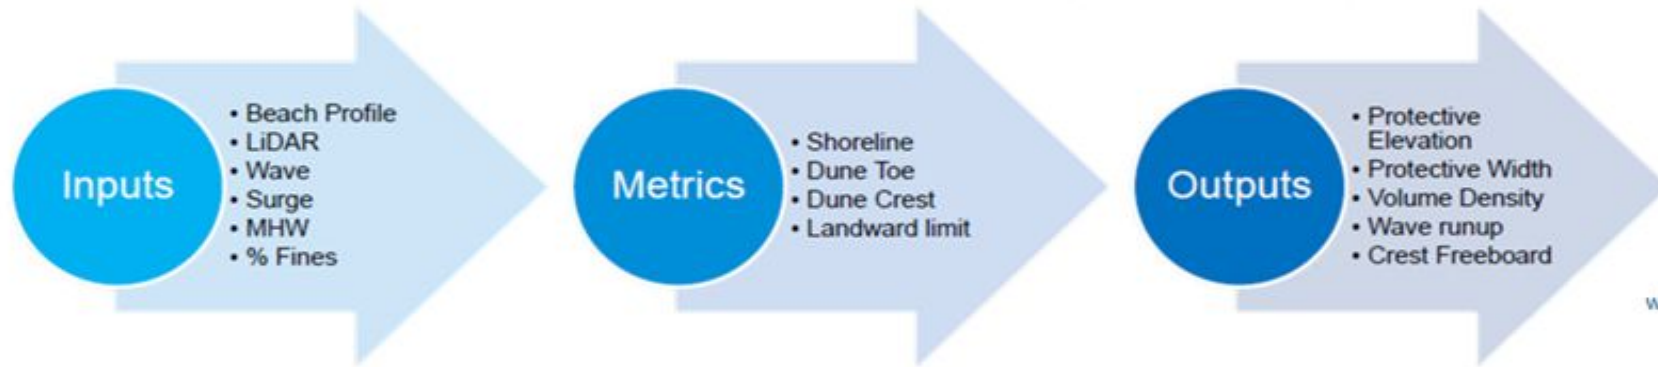 Inputs
• Beach Profile
• LiDAR
• Wave
• Surge
• MHW
• % Fines
Metrics
• Shoreline
• Dune Toe
• Dune Crest
• Landward limit
Outputs
• Protective
Elevation
• Protective Width
• Volume Density
• Wave runup
• Crest Freeboard
w